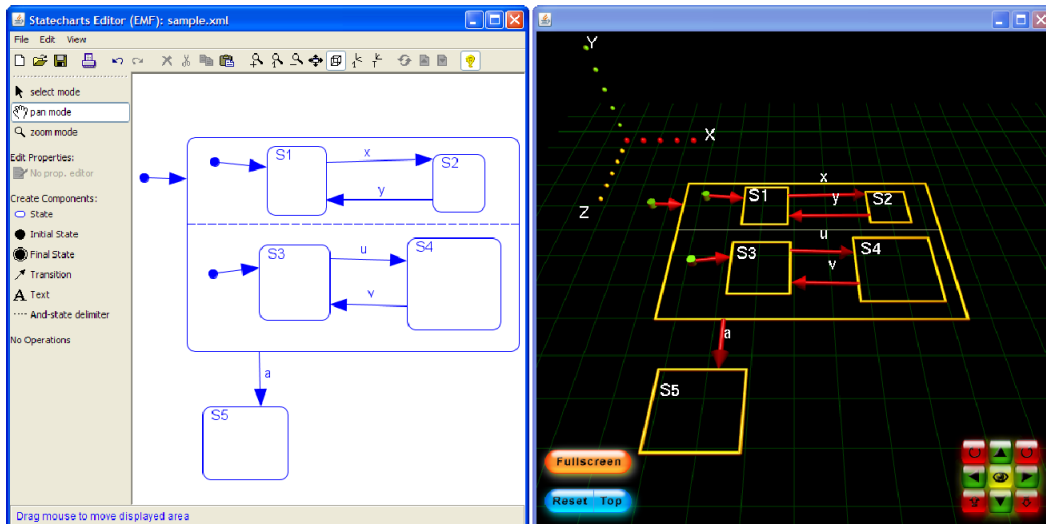 Statecharts Editor (EMF): sample.xml
File Edit View
select mode
pan mode
zoom mode
Edit Properties:
No prop. editor
Create Components:
State
Initial State
Final State
Transition
A Text
And-state delimiter
No Operations
S1
x
S2
y
S3
u
S4
v
a
S5
Drag mouse to move displayed area
Y
X
Z
x
S1
y
S2
u
S3
v
S4
a
S5
Fullscreen
Reset Top